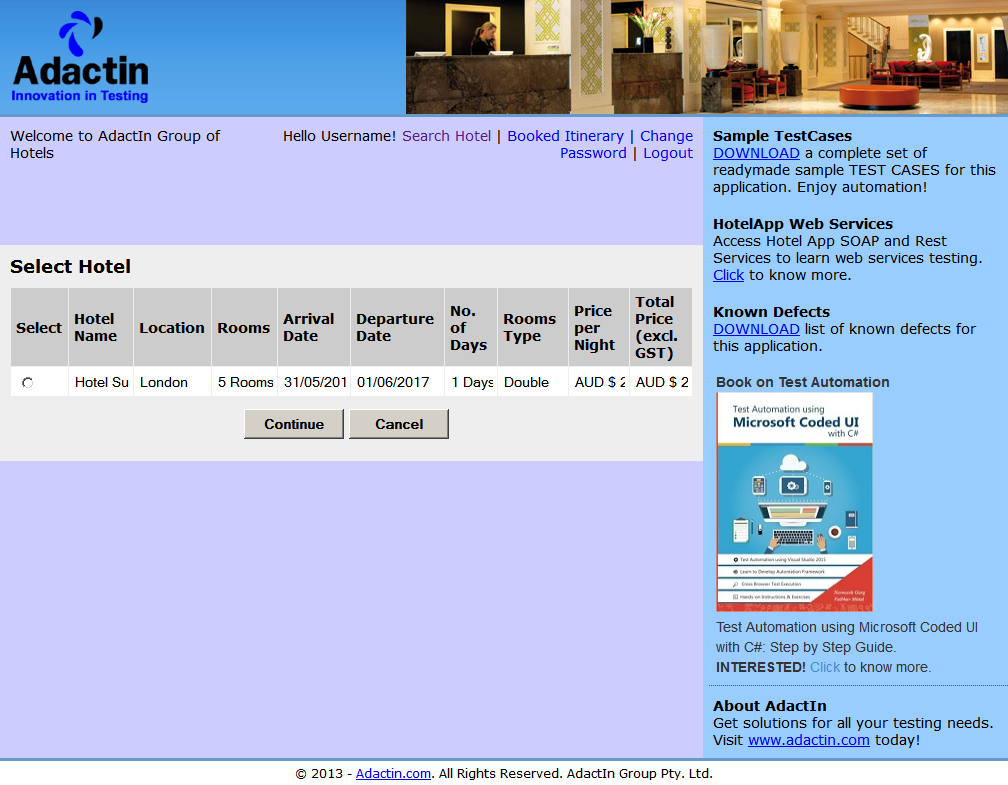 Adactin
Innovation in Testing
Welcome to AdactIn Group of
Hotels
Hello Username! Search Hotel | Booked Itinerary | Change
Password | Logout
Select Hotel
Select
Hotel
Name
Location
Rooms
Arrival
Date
Departure
Date
No.
of
Days
Rooms
Type
Price
per
Night
Total
Price
(excl.
GST)
Hotel Su
London
5 Rooms
31/05/201
01/06/2017
1 Days
Double
AUD $ 2
AUD $ 2
Continue
Cancel
Sample TestCases
DOWNLOAD a complete set of
readymade sample TEST CASES for this
application. Enjoy automation!
HotelApp Web Services
Access Hotel App SOAP and Rest
Services to learn web services testing.
Click to know more.
Known Defects
DOWNLOAD list of known defects for
this application.
Book on Test Automation
Test Automation using
Microsoft Coded UI
with C#
Test Automation using Visual Studio 2015
Learn to Develop Automation Framework
Cross Browser Test Execution
Hands-on Instructions & Exercises
Narmesh Garg
Test Automation using Microsoft Coded UI
with C#: Step by Step Guide.
INTERESTED! Click to know more.
About AdactIn
Get solutions for all your testing needs.
Visit www.adactin.com today!
© 2013 - Adactin.com. All Rights Reserved. AdactIn Group Pty. Ltd.